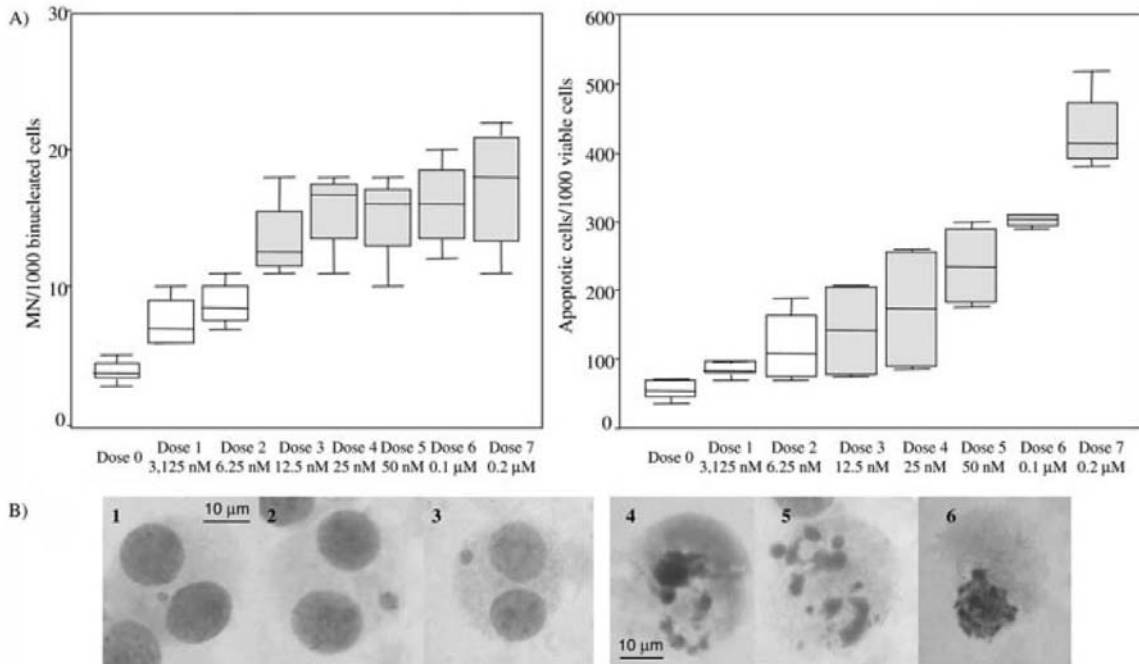 A)
MN/1000 binucleated cells
30
20
10
0
Dose 0
Dose 1
3,125 nM
Dose 2
6.25 nM
Dose 3
12.5 nM
Dose 4
25 nM
Dose 5
50 nM
Dose 6
0.1 µM
Dose 7
0.2 µM
Apoptotic cells/1000 viable cells
600
500
400
300
200
100
0
Dose 0
Dose 1
3,125 nM
Dose 2
6.25 nM
Dose 3
12.5 nM
Dose 4
25 nM
Dose 5
50 nM
Dose 6
0.1 µM
Dose 7
0.2 µM
B)
1
10 µm
2
3
4
10 µm
5
6